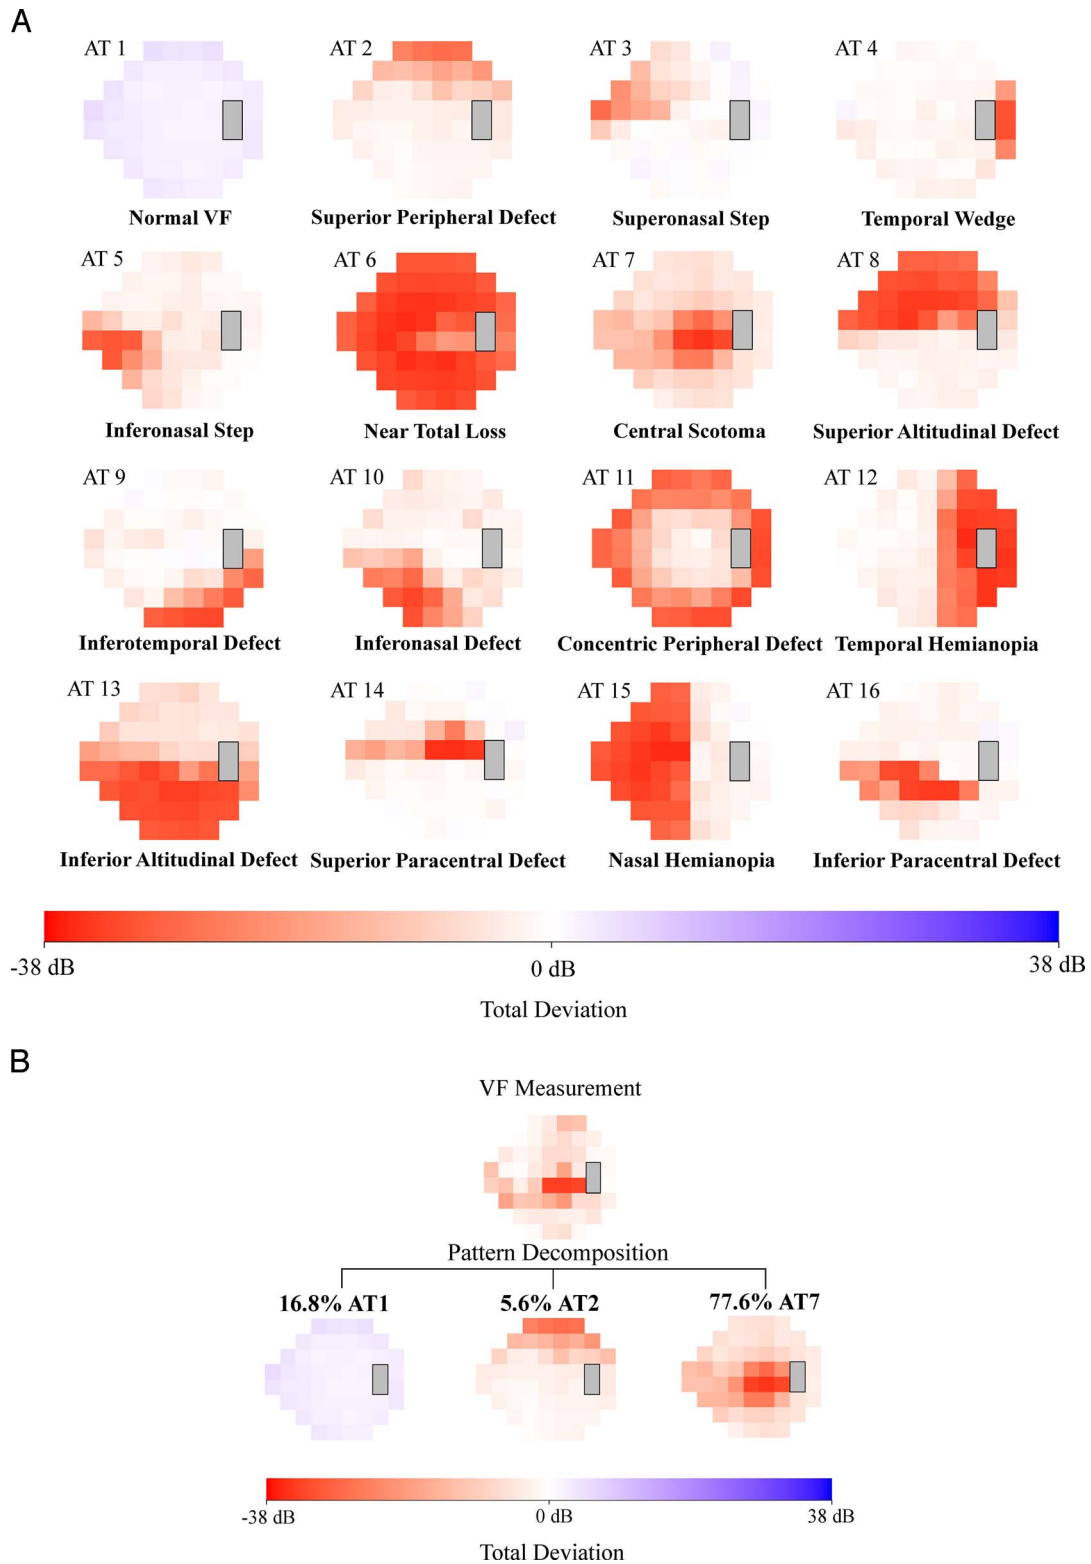 A
AT 1
AT 2
AT 3
AT 4
Normal VF
Superior Peripheral Defect
Superonasal Step
Temporal Wedge
AT 5
AT 6
AT 7
AT 8
Inferonasal Step
Near Total Loss
Central Scotoma
Superior Altitudinal Defect
AT 9
AT 10
AT 11
AT 12
Inferotemporal Defect
Inferonasal Defect
Concentric Peripheral Defect
Temporal Hemianopia
AT 13
AT 14
AT 15
AT 16
Inferior Altitudinal Defect
Superior Paracentral Defect
Nasal Hemianopia
Inferior Paracentral Defect
-38 dB
0 dB
38 dB
Total Deviation
B
VF Measurement
Pattern Decomposition
16.8% AT1
5.6% AT2
77.6% AT7
-38 dB
0 dB
38 dB
Total Deviation